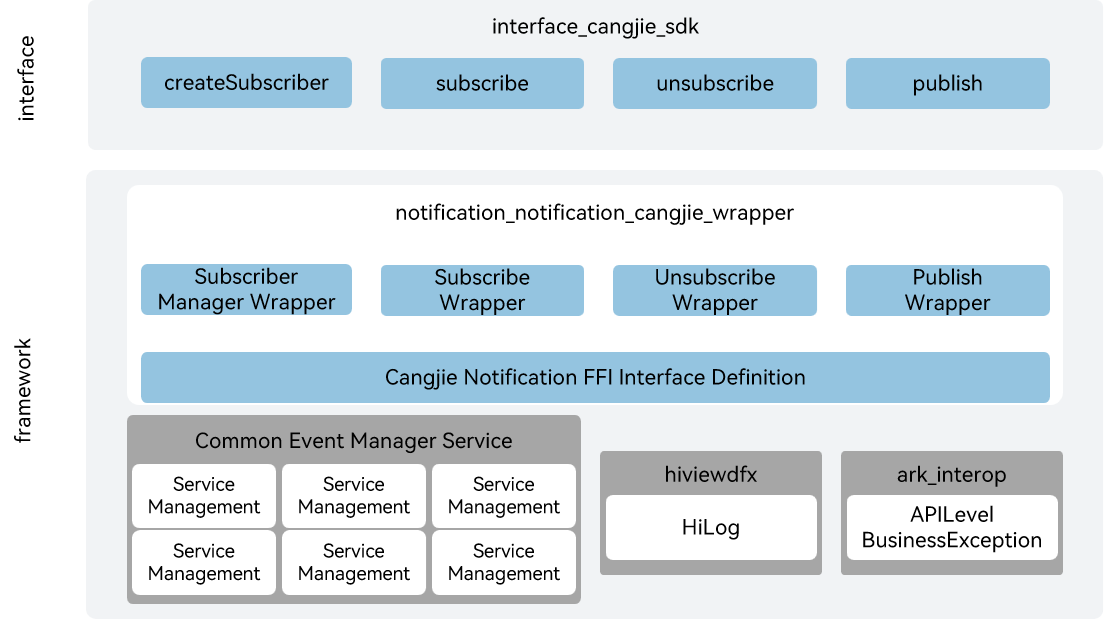 interface
interface_cangjie_sdk
createSubscriber
subscribe
unsubscribe
publish
framework
notification_notification_cangjie_wrapper
Subscriber
Manager Wrapper
Subscribe
Wrapper
Unsubscribe
Wrapper
Publish
Wrapper
Cangjie Notification FFI Interface Definition
Common Event Manager Service
Service
Management
Service
Management
Service
Management
Service
Management
Service
Management
Service
Management
hiviewdfx
HiLog
ark_interop
APILevel
BusinessException